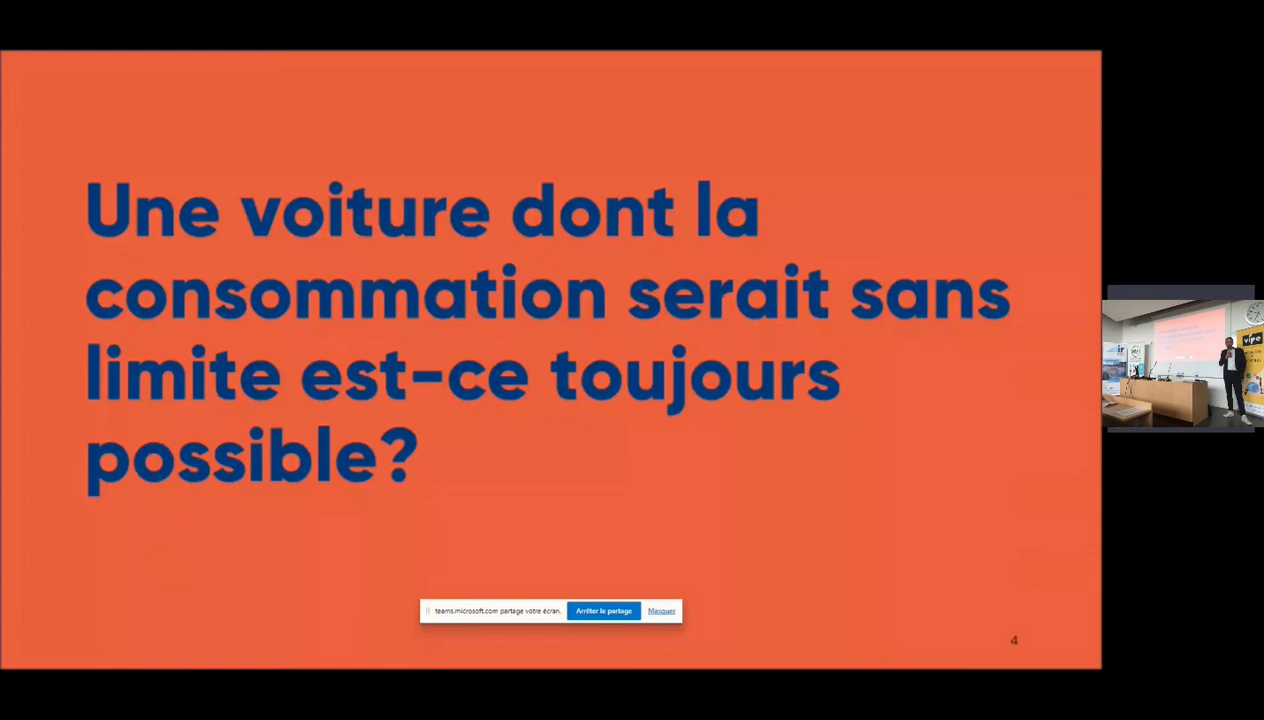 Une voiture dont la
consommation serait sans
limite est-ce toujours
possible?
teams.microsoft.com partage votre écran.
Arrêter le partage
Masquer
4
vipe